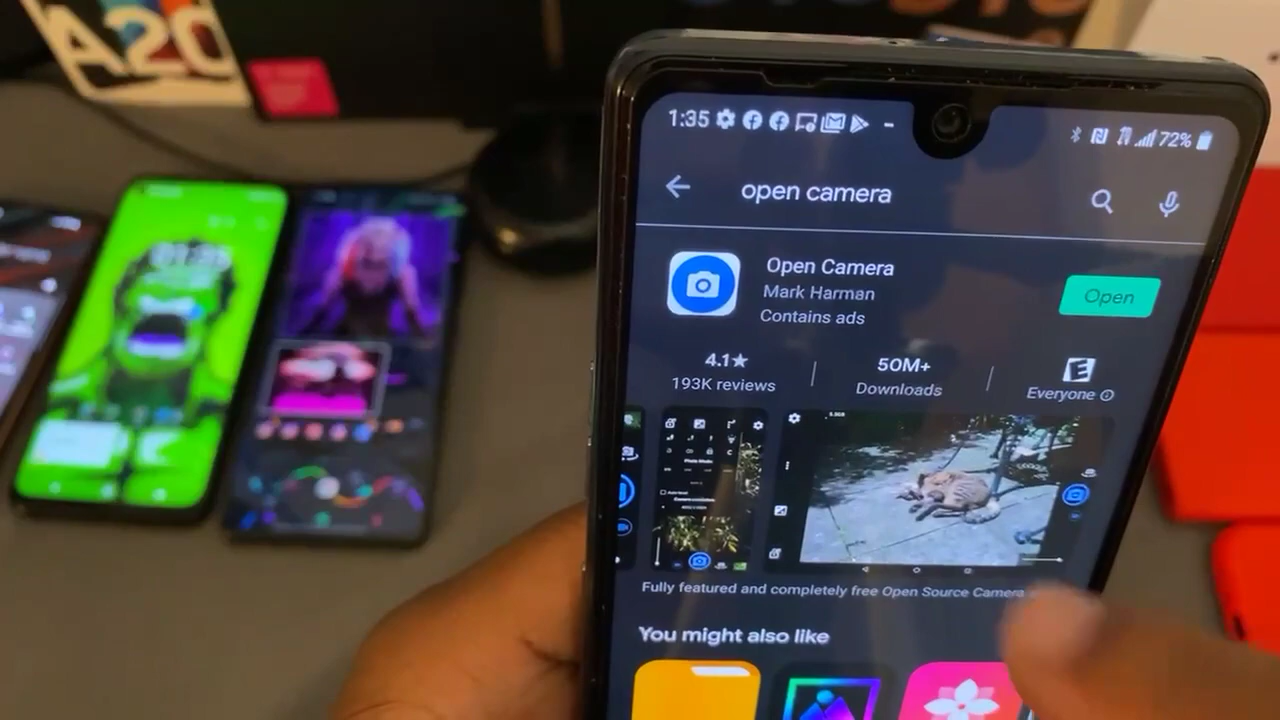 A20
1:35
72%
open camera
Open Camera
Mark Harman
Contains ads
Open
4.1★
193K reviews
50M+
Downloads
E
Everyone
Fully featured and completely free Open Source Camera
You might also like